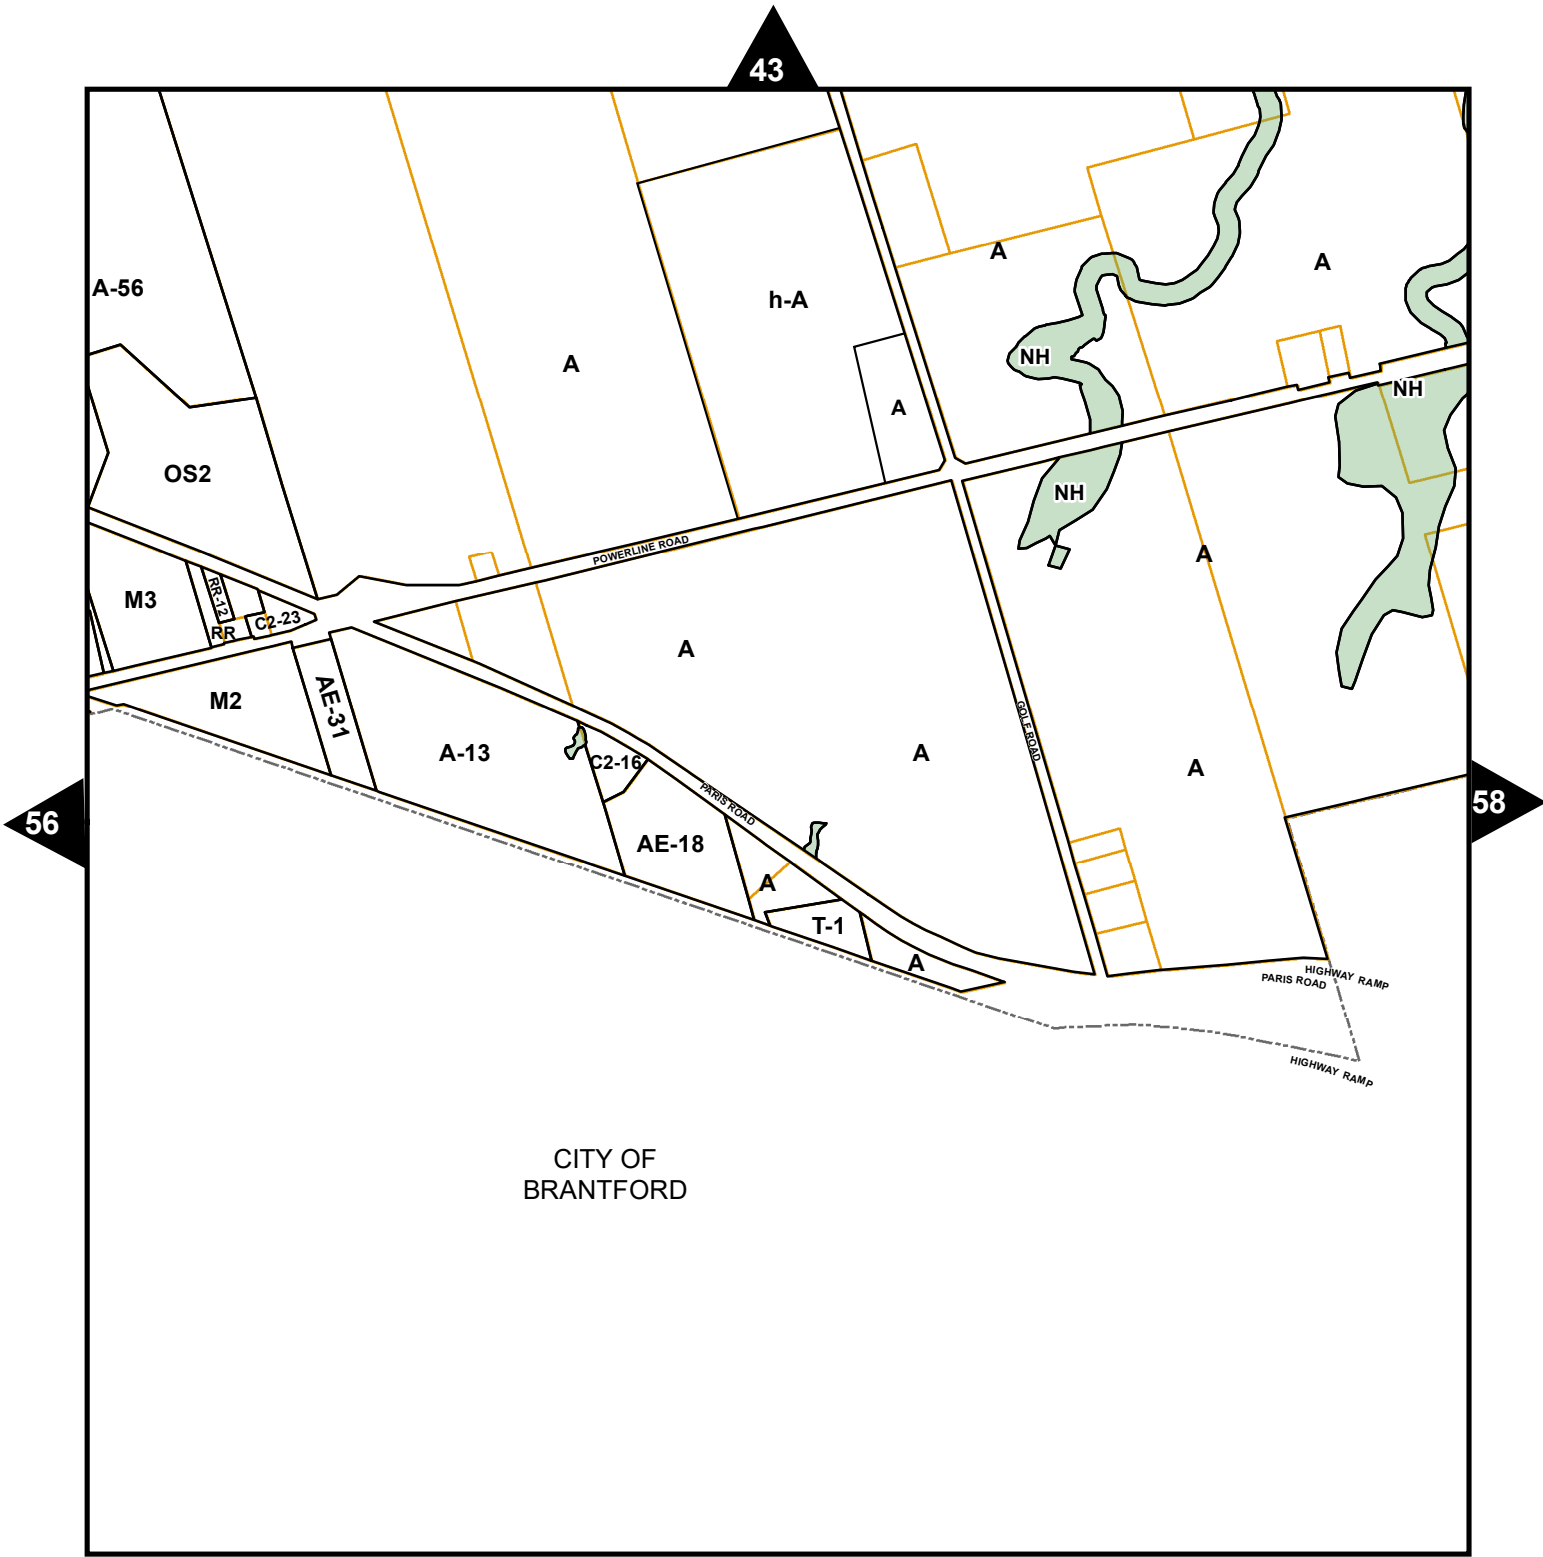 43
A-56
A
h-A
A
A
A
NH
NH
NH
A
OS2
POWERLINE ROAD
M3
RR-12
RR
C2-23
M2
AE-31
A-13
C2-16
AE-18
A
A
PARIS ROAD
GOLF ROAD
A
A
T-1
A
56
58
HIGHWAY RAMP
PARIS ROAD
HIGHWAY RAMP
CITY OF
BRANTFORD